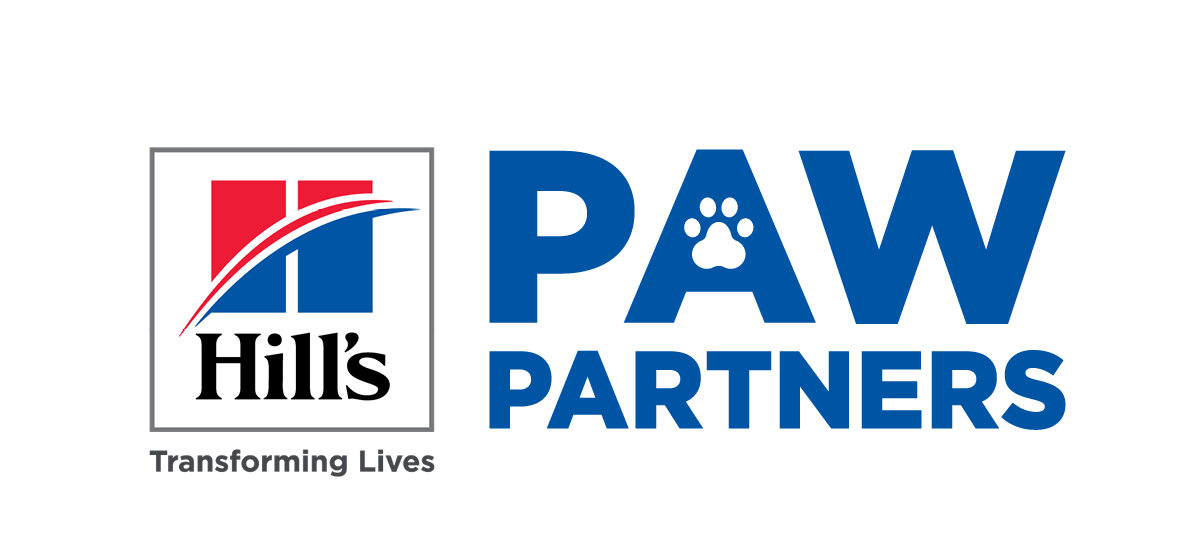 Hill's
Transforming Lives
PAW
PARTNERS